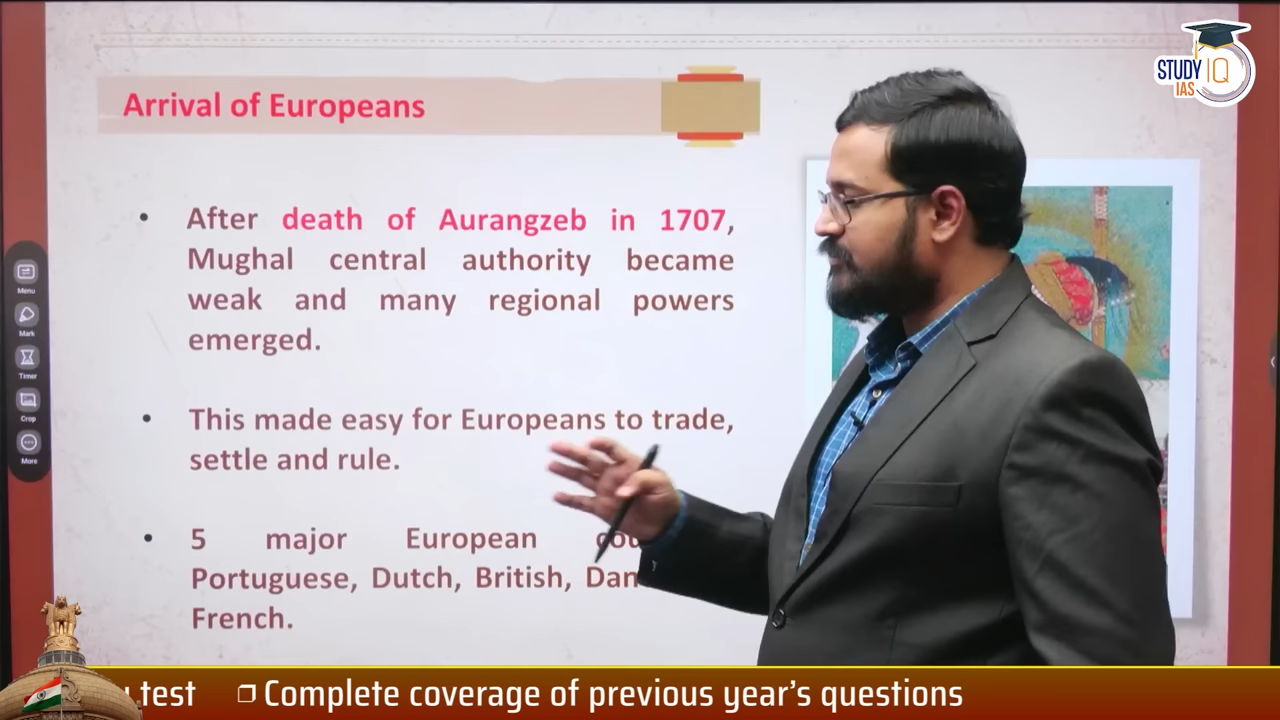 STUDY IQ
IAS
Arrival of Europeans
• After death of Aurangzeb in 1707,
Mughal central authority became
weak and many regional powers
emerged.
• This made easy for Europeans to trade,
settle and rule.
• 5 major European
Portuguese, Dutch, British,
French.
Menu
Mark
Timer
Crop
More
test ❐ Complete coverage of previous year's questions